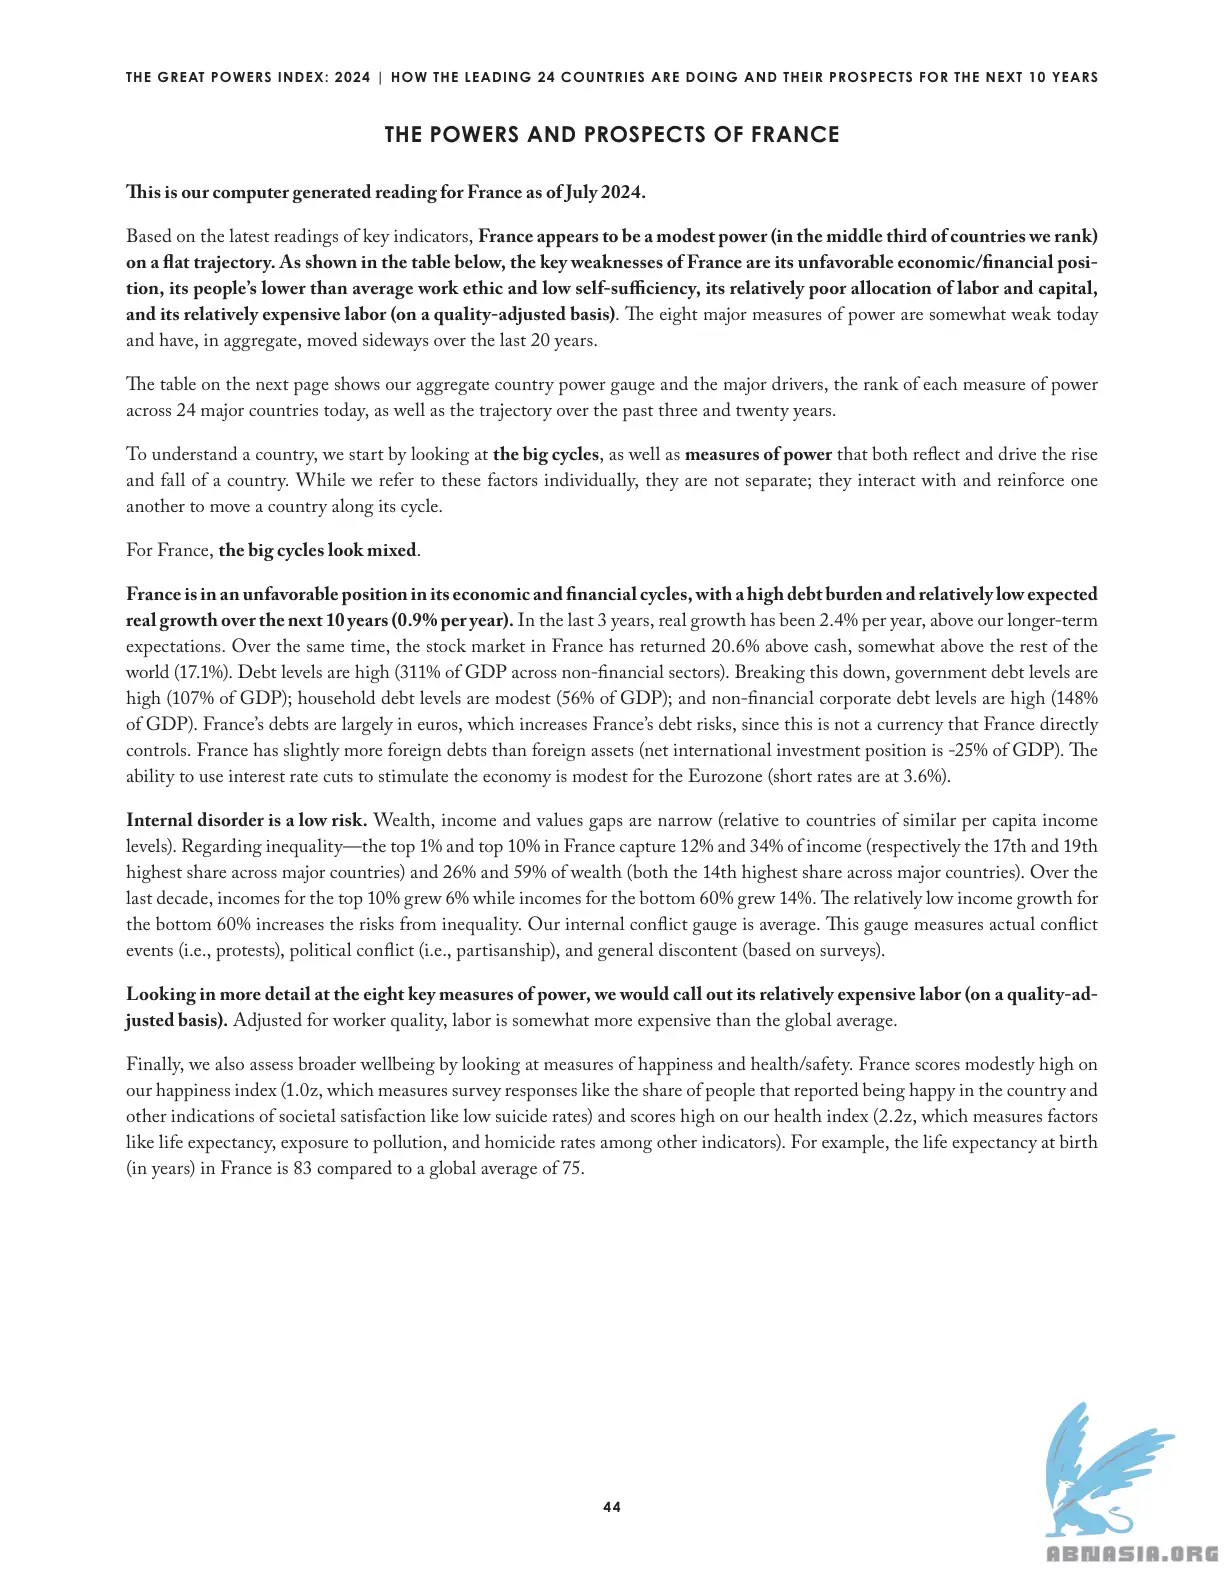 THE GREAT POWERS INDEX: 2024 | HOW THE LEADING 24 COUNTRIES ARE DOING AND THEIR PROSPECTS FOR THE NEXT 10 YEARS
THE POWERS AND PROSPECTS OF FRANCE
This is our computer generated reading for France as of July 2024.
Based on the latest readings of key indicators, France appears to be a modest power (in the middle third of countries we rank)
on a flat trajectory. As shown in the table below, the key weaknesses of France are its unfavorable economic/financial posi-
tion, its people's lower than average work ethic and low self-sufficiency, its relatively poor allocation of labor and capital,
and its relatively expensive labor (on a quality-adjusted basis). The eight major measures of power are somewhat weak today
and have, in aggregate, moved sideways over the last 20 years.
The table on the next page shows our aggregate country power gauge and the major drivers, the rank of each measure of power
across 24 major countries today, as well as the trajectory over the past three and twenty years.
To understand a country, we start by looking at the big cycles, as well as measures of power that both reflect and drive the rise
and fall of a country. While we refer to these factors individually, they are not separate; they interact with and reinforce one
another to move a country along its cycle.
For France, the big cycles look mixed.
France is in an unfavorable position in its economic and financial cycles, with a high debt burden and relatively low expected
real growth over the next 10 years (0.9% per year). In the last 3 years, real growth has been 2.4% per year, above our longer-term
expectations. Over the same time, the stock market in France has returned 20.6% above cash, somewhat above the rest of the
world (17.1%). Debt levels are high (311% of GDP across non-financial sectors). Breaking this down, government debt levels are
high (107% of GDP); household debt levels are modest (56% of GDP); and non-financial corporate debt levels are high (148%
of GDP). France's debts are largely in euros, which increases France's debt risks, since this is not a currency that France directly
controls. France has slightly more foreign debts than foreign assets (net international investment position is -25% of GDP). The
ability to use interest rate cuts to stimulate the economy is modest for the Eurozone (short rates are at 3.6%).
Internal disorder is a low risk. Wealth, income and values gaps are narrow (relative to countries of similar per capita income
levels). Regarding inequality—the top 1% and top 10% in France capture 12% and 34% of income (respectively the 17th and 19th
highest share across major countries) and 26% and 59% of wealth (both the 14th highest share across major countries). Over the
last decade, incomes for the top 10% grew 6% while incomes for the bottom 60% grew 14%. The relatively low income growth for
the bottom 60% increases the risks from inequality. Our internal conflict gauge is average. This gauge measures actual conflict
events (i.e., protests), political conflict (i.e., partisanship), and general discontent (based on surveys).
Looking in more detail at the eight key measures of power, we would call out its relatively expensive labor (on a quality-ad-
justed basis). Adjusted for worker quality, labor is somewhat more expensive than the global average.
Finally, we also assess broader wellbeing by looking at measures of happiness and health/safety. France scores modestly high on
our happiness index (1.0z, which measures survey responses like the share of people that reported being happy in the country and
other indications of societal satisfaction like low suicide rates) and scores high on our health index (2.2z, which measures factors
like life expectancy, exposure to pollution, and homicide rates among other indicators). For example, the life expectancy at birth
(in years) in France is 83 compared to a global average of 75.
44
ABNASIA.ORG